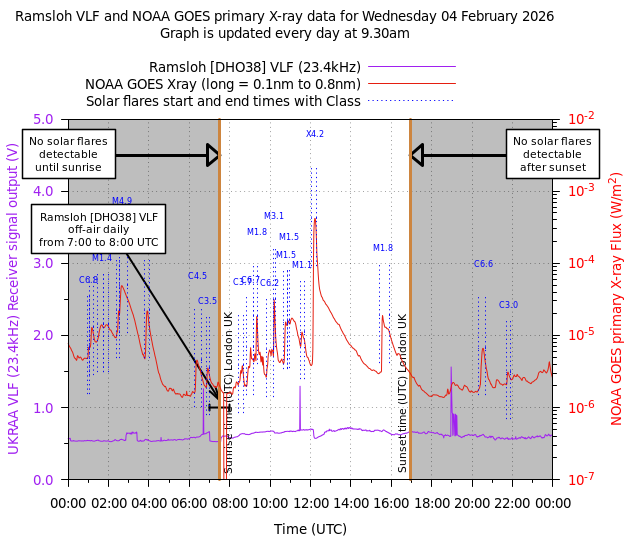 Ramsloh VLF and NOAA GOES primary X-ray data for Wednesday 04 February 2026
Graph is updated every day at 9.30am
Ramsloh [DHO38] VLF (23.4kHz)
NOAA GOES Xray (long = 0.1nm to 0.8nm)
Solar flares start and end times with Class
5.0
4.0
3.0
2.0
1.0
0.0
UKRAA VLF (23.4kHz) Receiver signal output (V)
10⁻²
10⁻³
10⁻⁴
10⁻⁵
10⁻⁶
10⁻⁷
NOAA GOES primary X-ray Flux (W/m²)
No solar flares
detectable
until sunrise
No solar flares
detectable
after sunset
Ramsloh [DHO38] VLF
off-air daily
from 7:00 to 8:00 UTC
X4.2
M4.9
M3.1
M1.8
M1.5
M1.8
M1.4
M1.5
M1.1
C6.6
C6.8
C4.5
C6.7
C6.2
C3.5
C3.0
Sunrise time (UTC) London UK
Sunset time (UTC) London UK
00:00 02:00 04:00 06:00 08:00 10:00 12:00 14:00 16:00 18:00 20:00 22:00 00:00
Time (UTC)